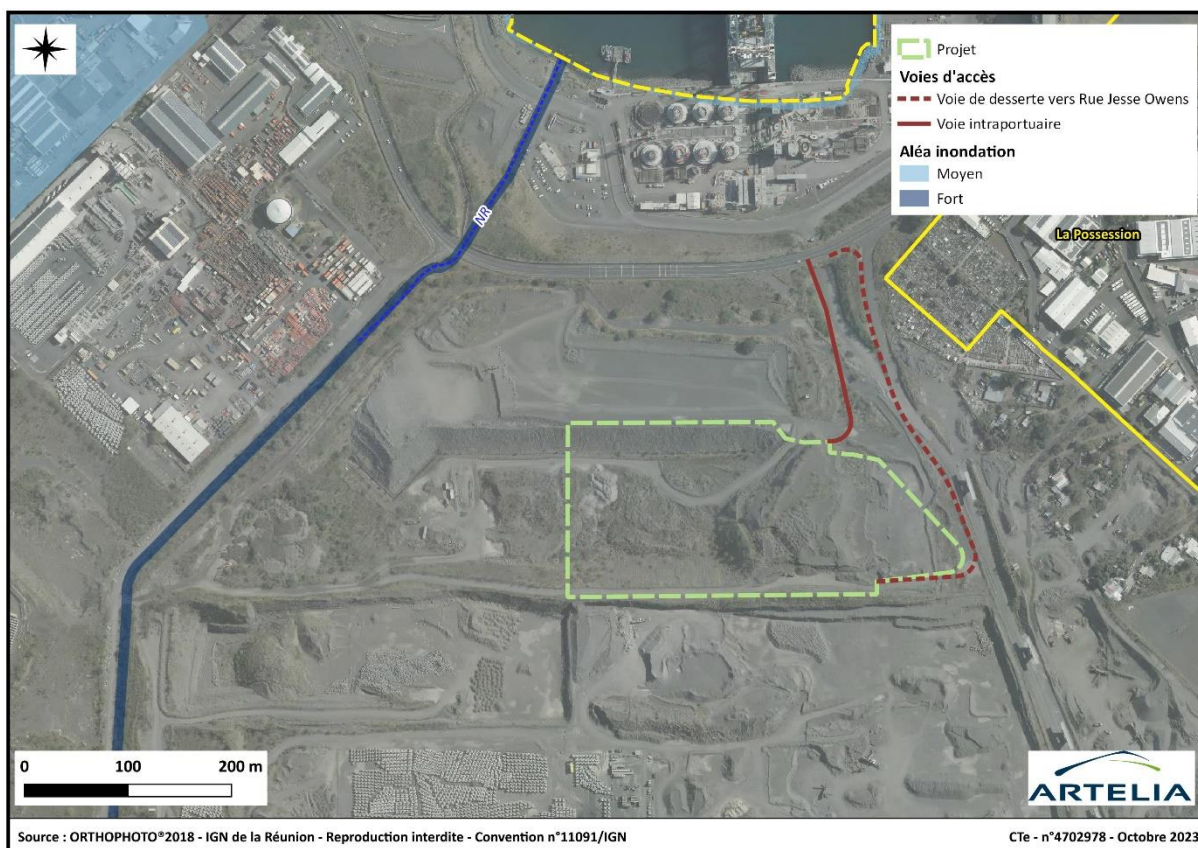 Projet
Voies d'accès
Voie de desserte vers Rue Jesse Owens
Voie intraportuaire
Aléa inondation
Moyen
Fort
La Possession
NR
0 100 200 m
ARTELIA
Source : ORTHOPHOTO®2018 - IGN de la Réunion - Reproduction interdite - Convention n°11091/IGN
CTe - n°4702978 - Octobre 2023